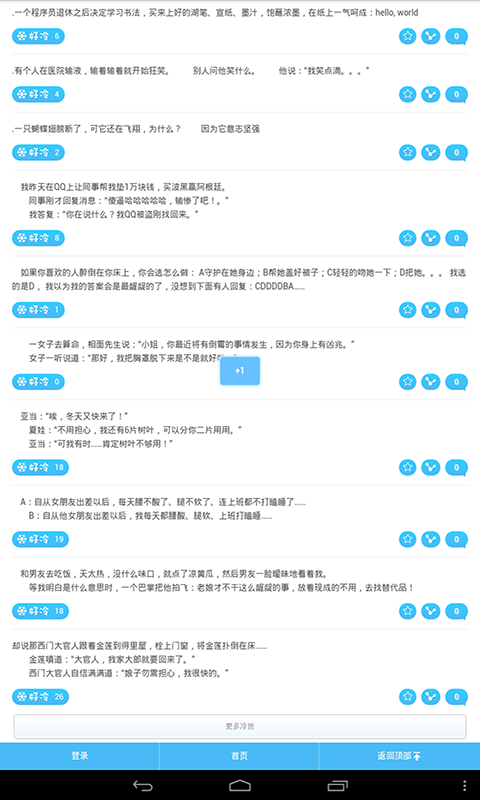 .一个程序员退休之后决定学习书法，买来上好的湖笔、宣纸、墨汁，饱蘸浓墨，在纸上一气呵成：hello, world
好冷 6
0
.有个人在医院输液，输着输着就开始狂笑。 别人问他笑什么。 他说：“我笑点滴。。。”
好冷 4
0
.一只蝴蝶翅膀断了，可它还在飞翔，为什么？ 因为它意志坚强
好冷 2
0
我昨天在QQ上让同事帮我垫1万块钱，买波黑赢阿根廷。
同事刚才回复消息：“傻逼哈哈哈哈哈，输惨了吧！。”
我答复：“你在说什么？我QQ被盗刚找回来。”
好冷 8
0
如果你喜欢的人醉倒在你床上，你会选怎么做： A守护在她身边；B帮她盖好被子；C轻轻的吻她一下；D把她。。。 我选
的是D ，我以为我的答案会是最龌龊的了，没想到下面有人回复：CDDDDBA……
好冷 1
0
一女子去算命，相面先生说：“小姐，你最近将有倒霉的事情发生，因为你身上有凶兆。”
女子一听说道：“那好，我把胸罩脱下来是不是就好
+1
好冷 0
0
亚当：“唉，冬天又快来了！”
夏娃：“不用担心，我还有6片树叶，可以分你二片用用。”
亚当：“可我有时……肯定树叶不够用！”
好冷 18
0
A：自从女朋友出差以后，每天腰不酸了、腿不软了、连上班都不打瞌睡了……
B：自从他女朋友出差以后，我每天都腰酸、腿软、上班打瞌睡……
好冷 19
0
和男友去吃饭，天太热，没什么味口，就点了凉黄瓜，然后男友一脸暧昧地看着我。
等我明白是什么意思时，一个巴掌把他拍飞：老娘才不干这么龌龊的事，放着现成的不用，去找替代品！
好冷 18
0
却说那西门大官人跟着金莲到得里屋，栓上门窗，将金莲扑倒在床……
金莲嗔道：“大官人，我家大郎就要回来了。”
西门大官人自信满满道：“娘子勿需担心，我很快的。”
好冷 26
0
更多冷货
登录 首页 返回顶部